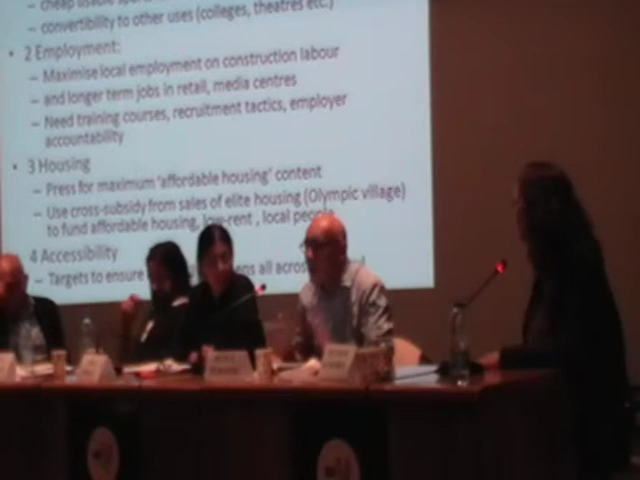 – cheap usable
– convertibility to other uses (colleges, theatres etc.)
• 2 Employment:
– Maximise local employment on construction labour
– and longer term jobs in retail, media centres
– Need training courses, recruitment tactics, employer
accountability
• 3 Housing
– Press for maximum 'affordable housing' content
– Use cross-subsidy from sales of elite housing (Olympic village)
to fund affordable housing, low-rent, local people
4 Accessibility
– Targets to ensure ens all across